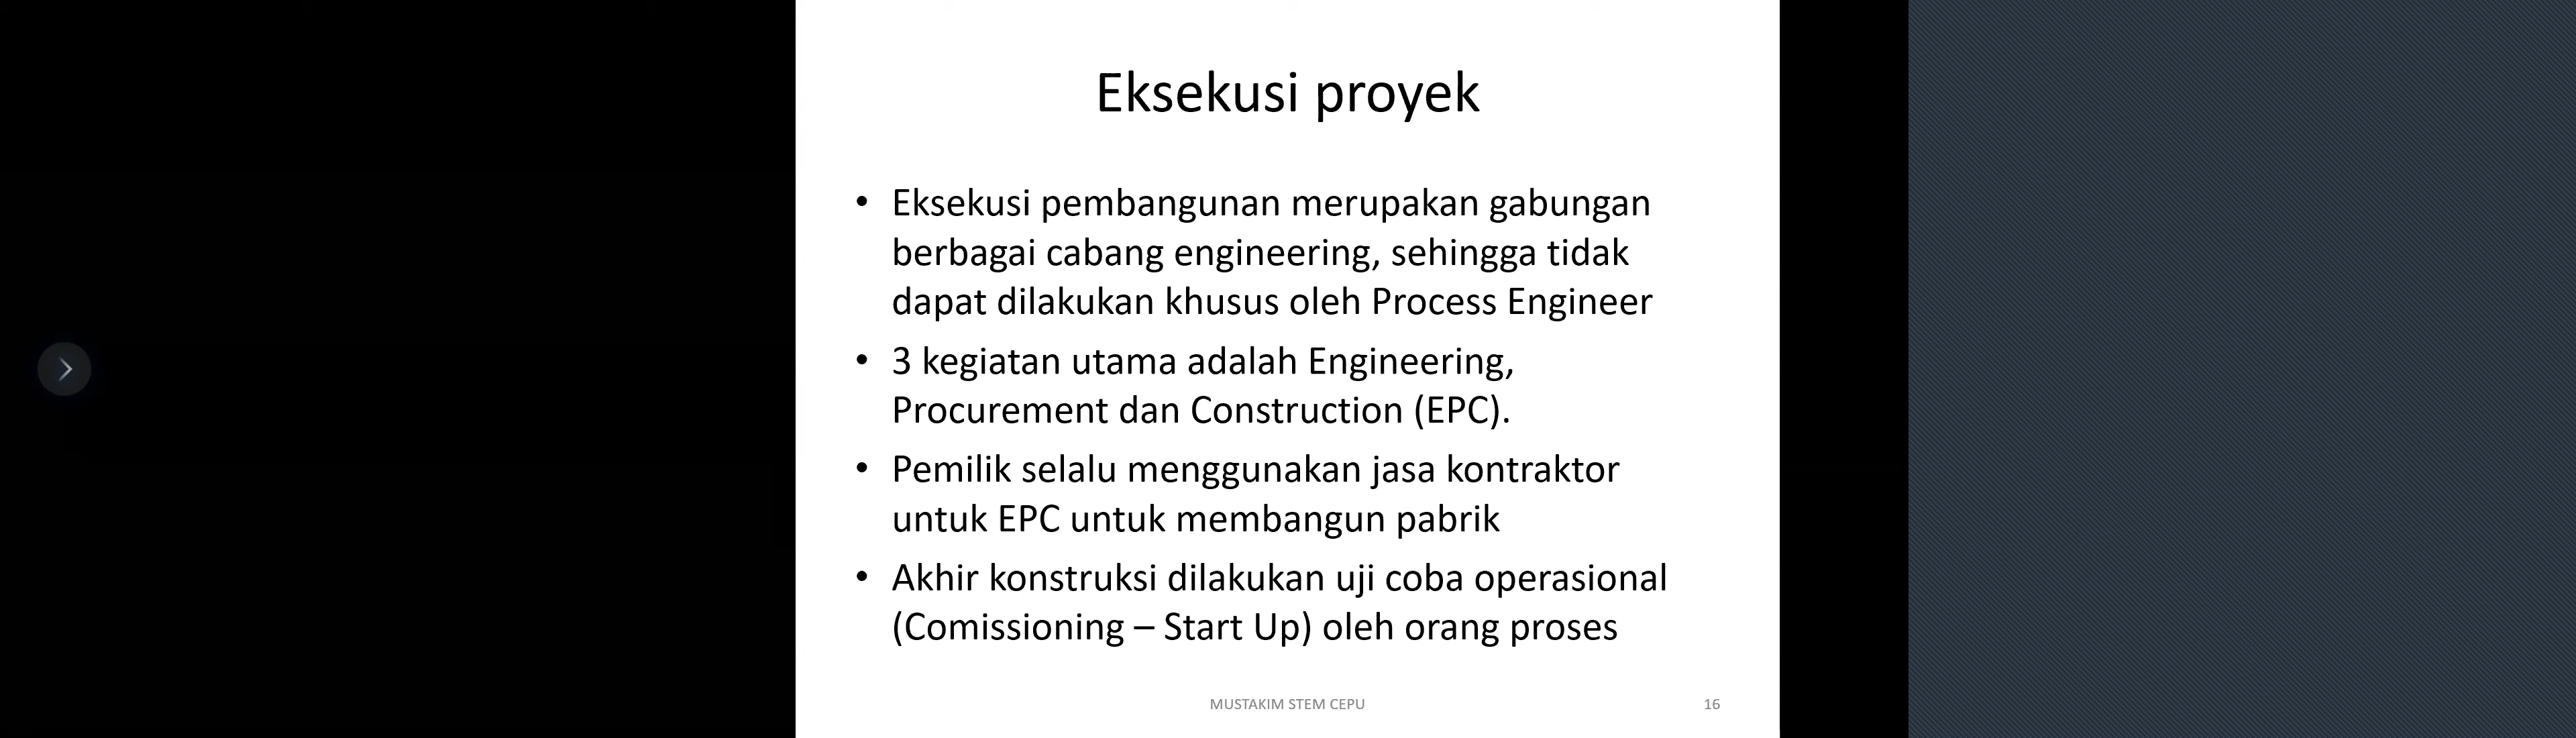 Eksekusi proyek
• Eksekusi pembangunan merupakan gabungan
berbagai cabang engineering, sehingga tidak
dapat dilakukan khusus oleh Process Engineer
• 3 kegiatan utama adalah Engineering,
Procurement dan Construction (EPC).
• Pemilik selalu menggunakan jasa kontraktor
untuk EPC untuk membangun pabrik
• Akhir konstruksi dilakukan uji coba operasional
(Comissioning – Start Up) oleh orang proses
MUSTAKIM STEM CEPU
16